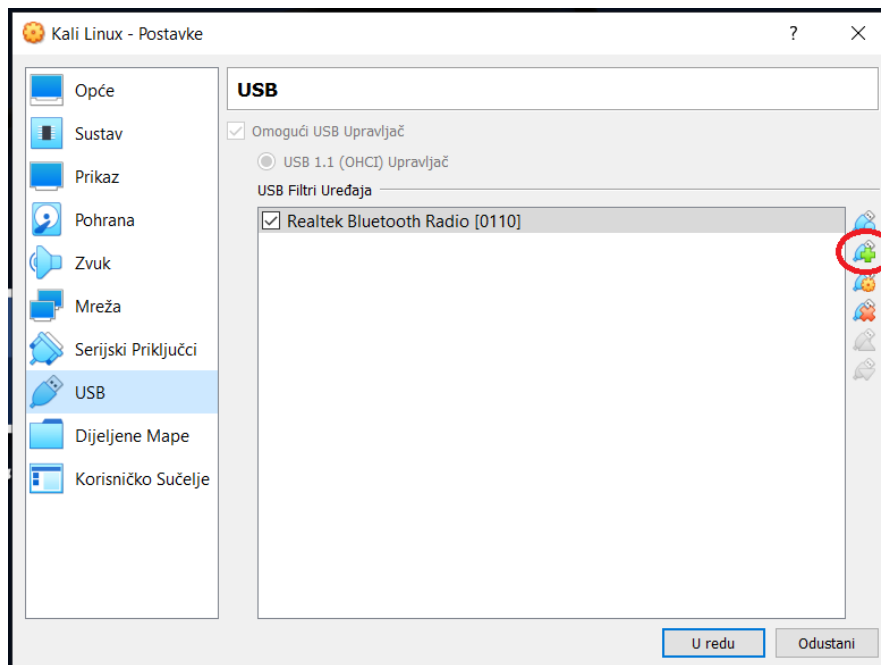 Kali Linux - Postavke
?
Opće
Sustav
Prikaz
Pohrana
Zvuk
Mreža
Serijski Priključci
USB
Dijeljene Mape
Korisničko Sučelje
USB
Omogući USB Upravljač
USB 1.1 (OHCI) Upravljač
USB Filtri Uređaja
Realtek Bluetooth Radio [0110]
U redu
Odustani